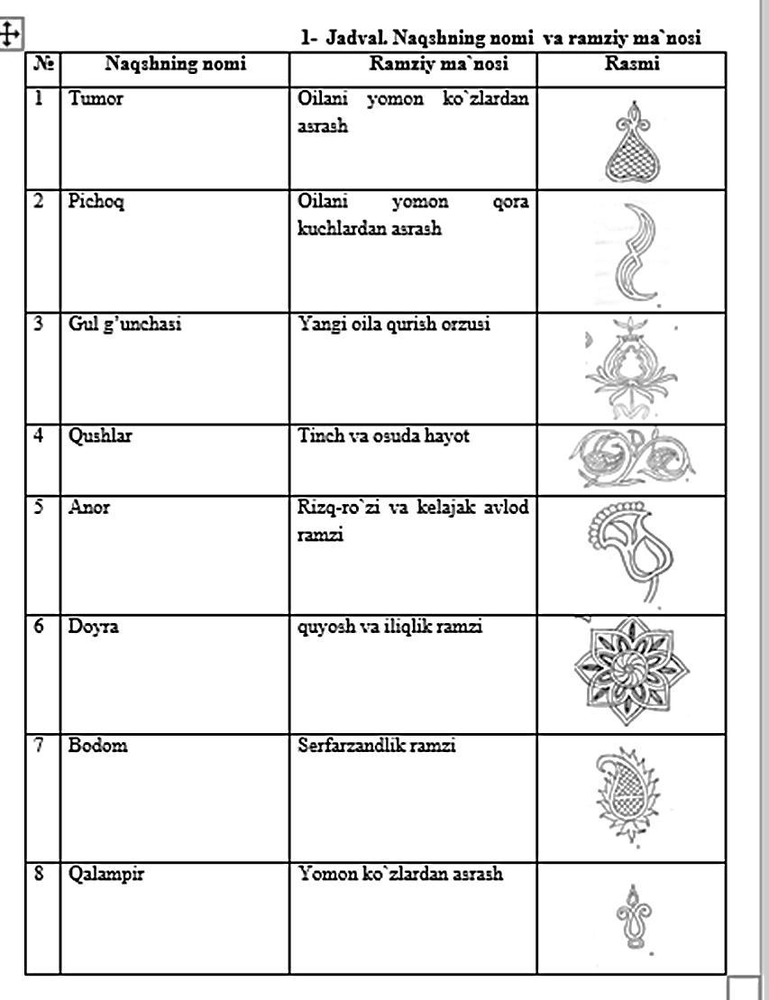 1- Jadval. Naqshning nomi va ramziy ma`nosi
№ Naqshning nomi Ramziy ma`nosi Rasmi
1 Tumor Oilani yomon ko`zlardan
asrash
2 Pichoq Oilani yomon qora
kuchlardan asrash
3 Gul g’unchasi Yangi oila qurish orzusi
4 Qushlar Tinch va osuda hayot
5 Anor Rizq-ro`zi va kelajak avlod
ramzi
6 Doyra quyosh va iliqlik ramzi
7 Bodom Serfarzandlik ramzi
8 Qalampir Yomon ko`zlardan asrash